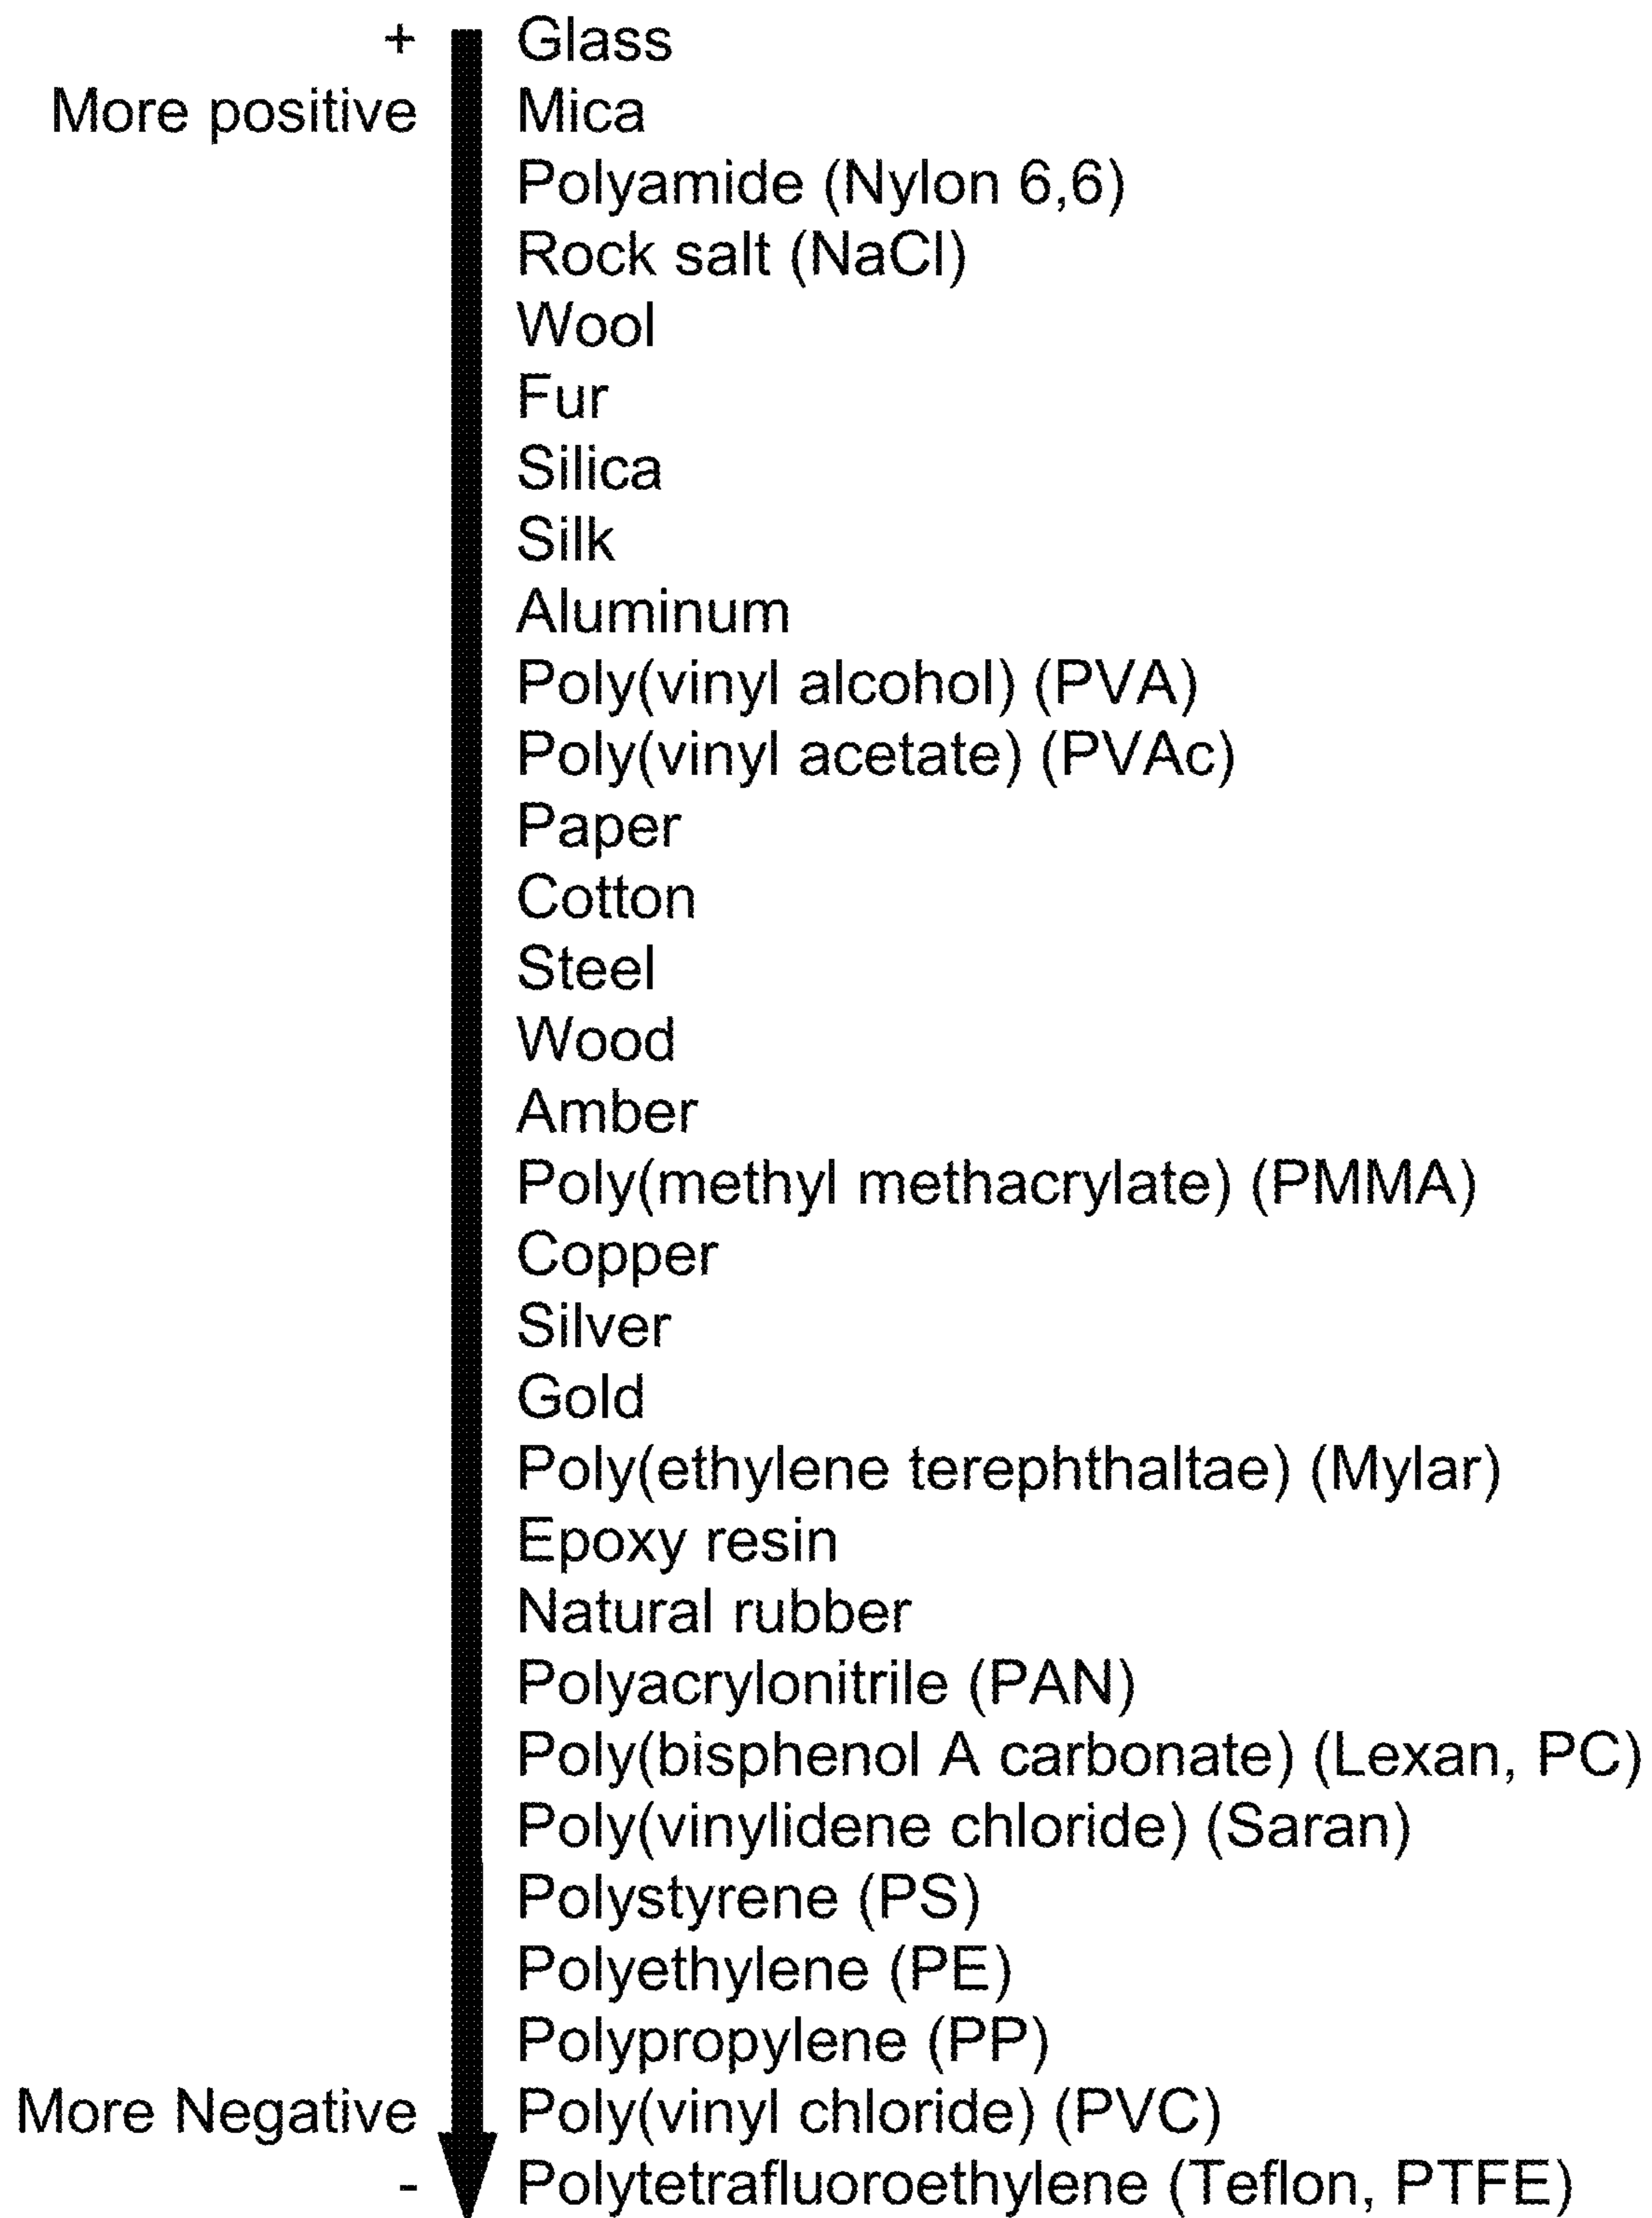 + Glass
More positive Mica
Polyamide (Nylon 6,6)
Rock salt (NaCl)
Wool
Fur
Silica
Silk
Aluminum
Poly(vinyl alcohol) (PVA)
Poly(vinyl acetate) (PVAc)
Paper
Cotton
Steel
Wood
Amber
Poly(methyl methacrylate) (PMMA)
Copper
Silver
Gold
Poly(ethylene terephthaltae) (Mylar)
Epoxy resin
Natural rubber
Polyacrylonitrile (PAN)
Poly(bisphenol A carbonate) (Lexan, PC)
Poly(vinylidene chloride) (Saran)
Polystyrene (PS)
Polyethylene (PE)
Polypropylene (PP)
More Negative Poly(vinyl chloride) (PVC)
- Polytetrafluoroethylene (Teflon, PTFE)